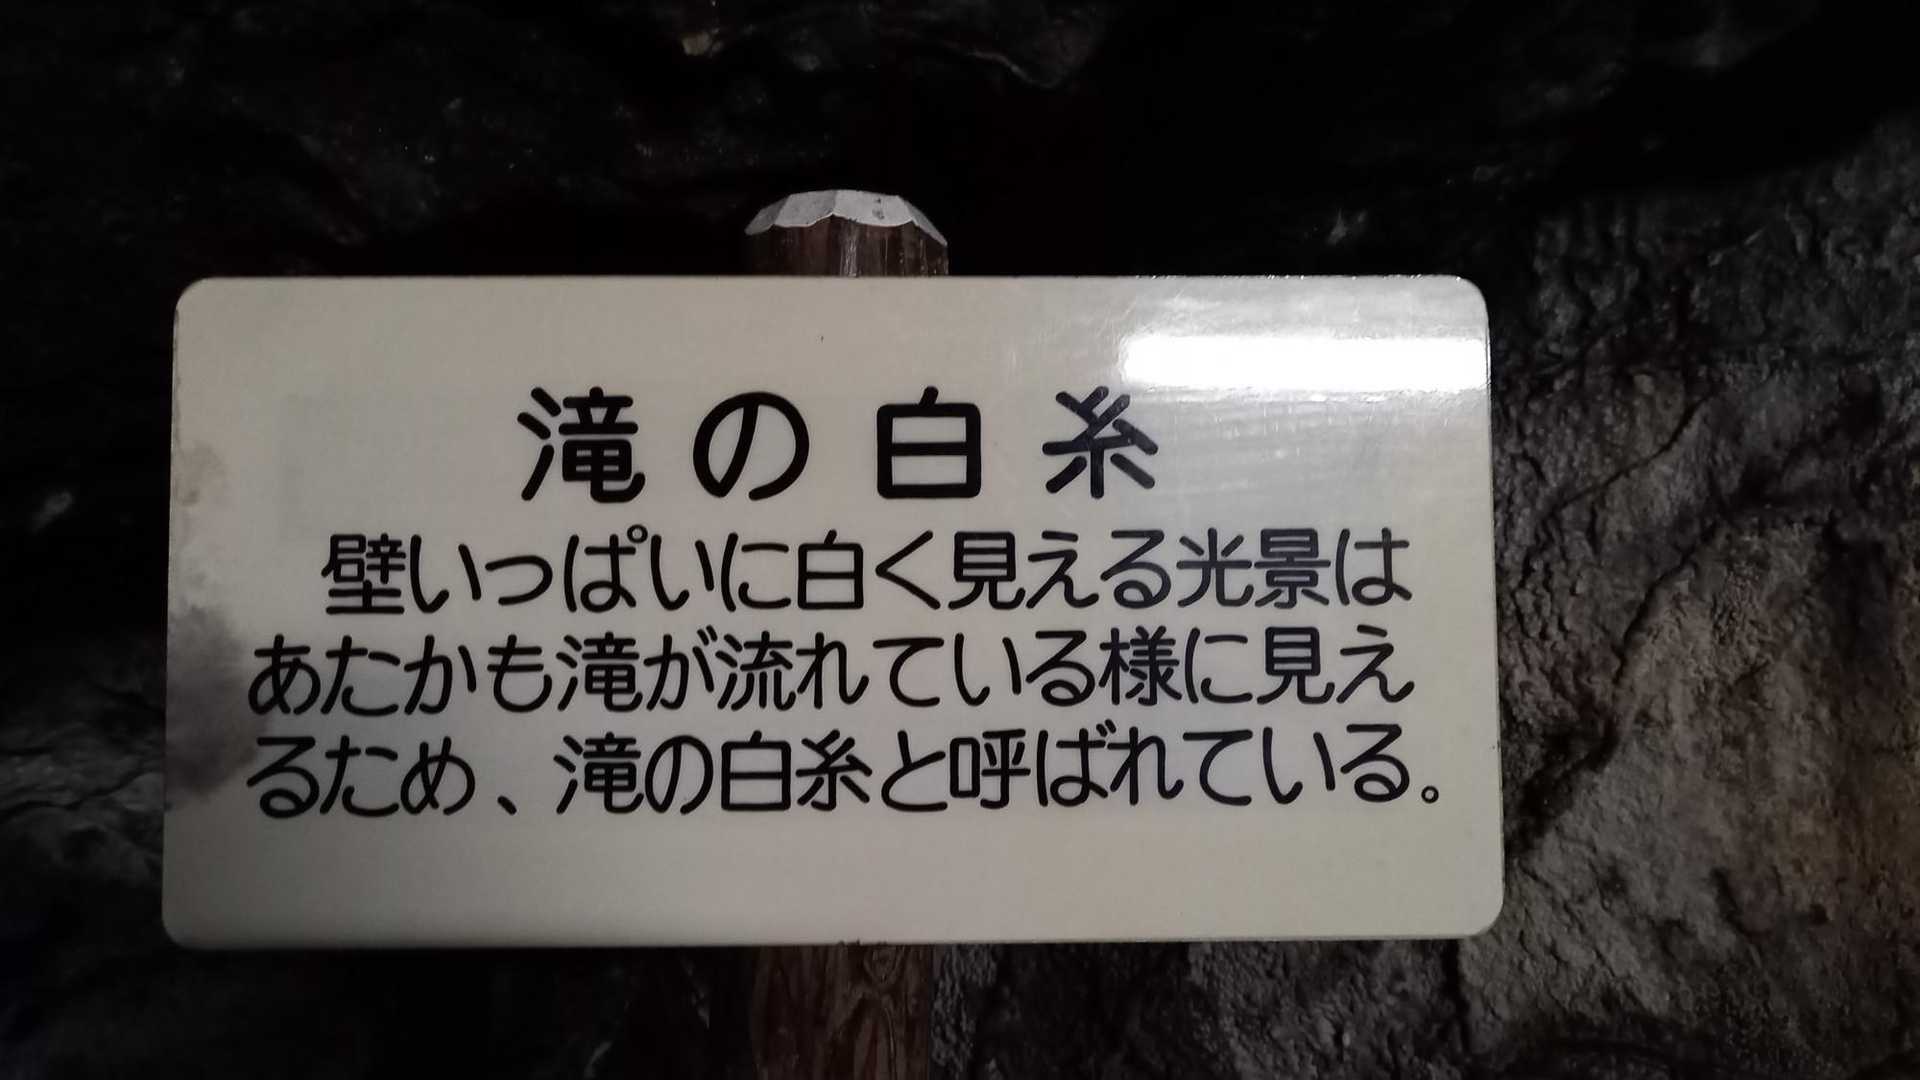 滝の白糸
壁いっぱいに白く見える光景は
あたかも滝が流れている様に見え
るため、滝の白糸と呼ばれている。